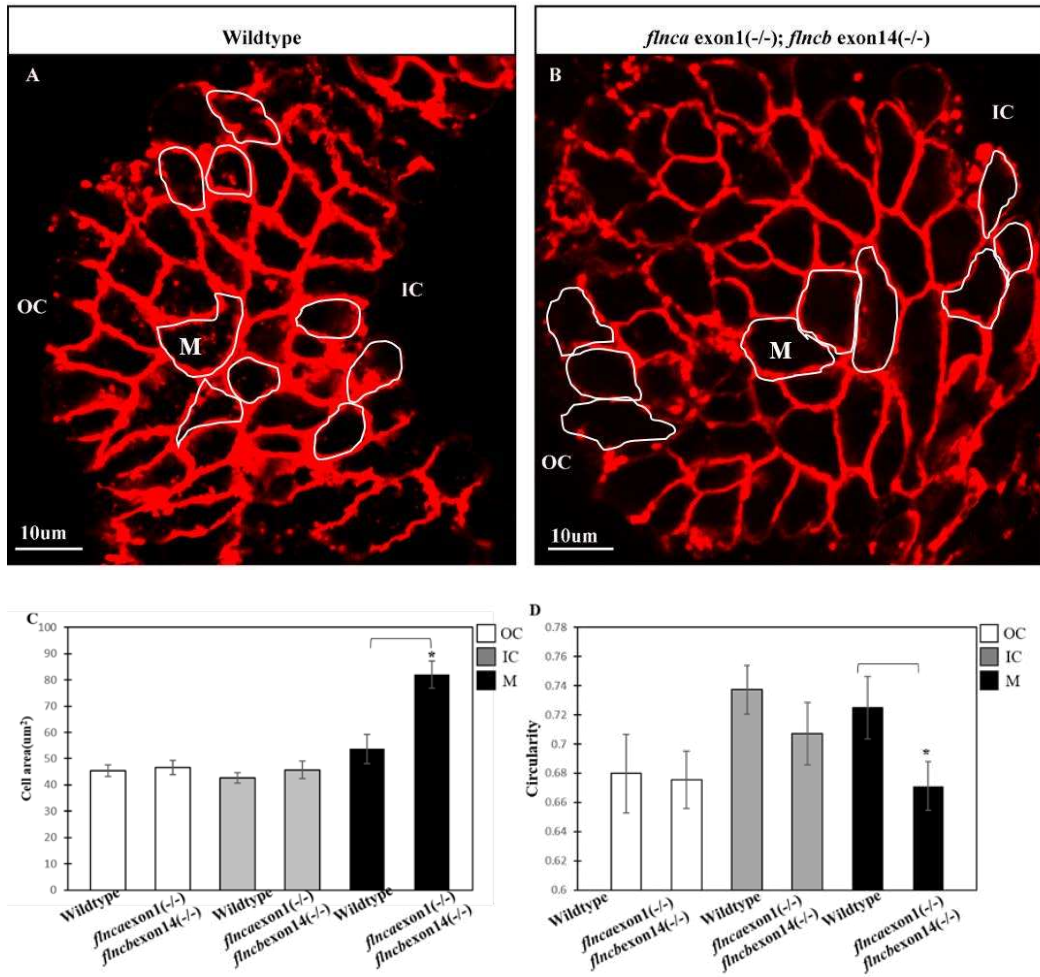 Wildtype
flnca exon1(-/-); flncb exon14(-/-)
A
B
IC
OC
IC
M
M
OC
10um
10um
C
OC
IC
M
100
90
80
70
60
50
40
30
20
10
0
Cell area(um²)
*
Wildtype
flncaexon1(-/-)
flncbexon14(-/-)
Wildtype
flncaexon1(-/-)
flncbexon14(-/-)
Wildtype
flncaexon1(-/-)
flncbexon14(-/-)
D
OC
IC
M
0.78
0.76
0.74
0.72
0.7
0.68
0.66
0.64
0.62
0.6
Circularity
*
Wildtype
flncaexon1(-/-)
flncbexon14(-/-)
Wildtype
flncaexon1(-/-)
flncbexon14(-/-)
Wildtype
flncaexon1(-/-)
flncbexon14(-/-)